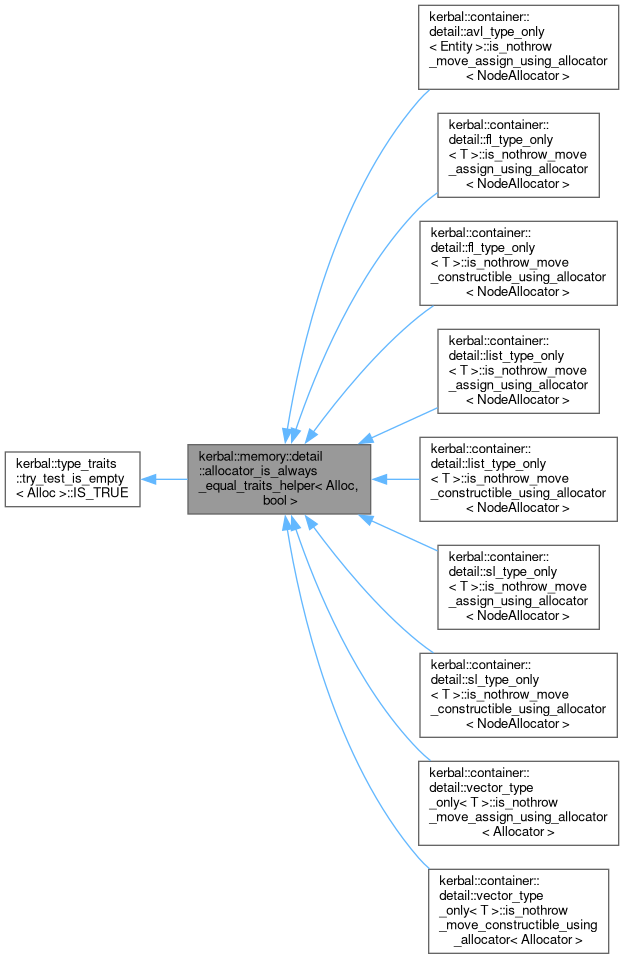 kerbal::container::
detail::avl_type_only
< Entity >::is_nothrow
_move_assign_using_allocator
< NodeAllocator >
kerbal::container::
detail::fl_type_only
< T >::is_nothrow_move
_assign_using_allocator
< NodeAllocator >
kerbal::container::
detail::fl_type_only
< T >::is_nothrow_move
_constructible_using_allocator
< NodeAllocator >
kerbal::container::
detail::list_type_only
< T >::is_nothrow_move
_assign_using_allocator
< NodeAllocator >
kerbal::type_traits
::try_test_is_empty
< Alloc >::IS_TRUE
kerbal::memory::detail
::allocator_is_always
_equal_traits_helper< Alloc,
bool >
kerbal::container::
detail::list_type_only
< T >::is_nothrow_move
_constructible_using_allocator
< NodeAllocator >
kerbal::container::
detail::sl_type_only
< T >::is_nothrow_move
_assign_using_allocator
< NodeAllocator >
kerbal::container::
detail::sl_type_only
< T >::is_nothrow_move
_constructible_using_allocator
< NodeAllocator >
kerbal::container::
detail::vector_type
_only< T >::is_nothrow
_move_assign_using_allocator
< Allocator >
kerbal::container::
detail::vector_type
_only< T >::is_nothrow
_move_constructible_using
_allocator< Allocator >